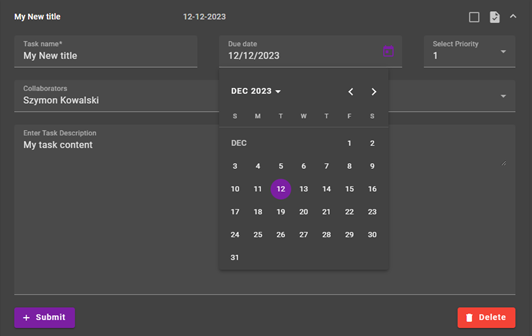 My New title 12-12-2023
Task name* Due date Select Priority
My New title 12/12/2023 1
Collaborators
Szymon Kowalski
DEC 2023
S M T W T F S
DEC 1 2
3 4 5 6 7 8 9
10 11 12 13 14 15 16
17 18 19 20 21 22 23
24 25 26 27 28 29 30
31
Enter Task Description
My task content
+ Submit Delete